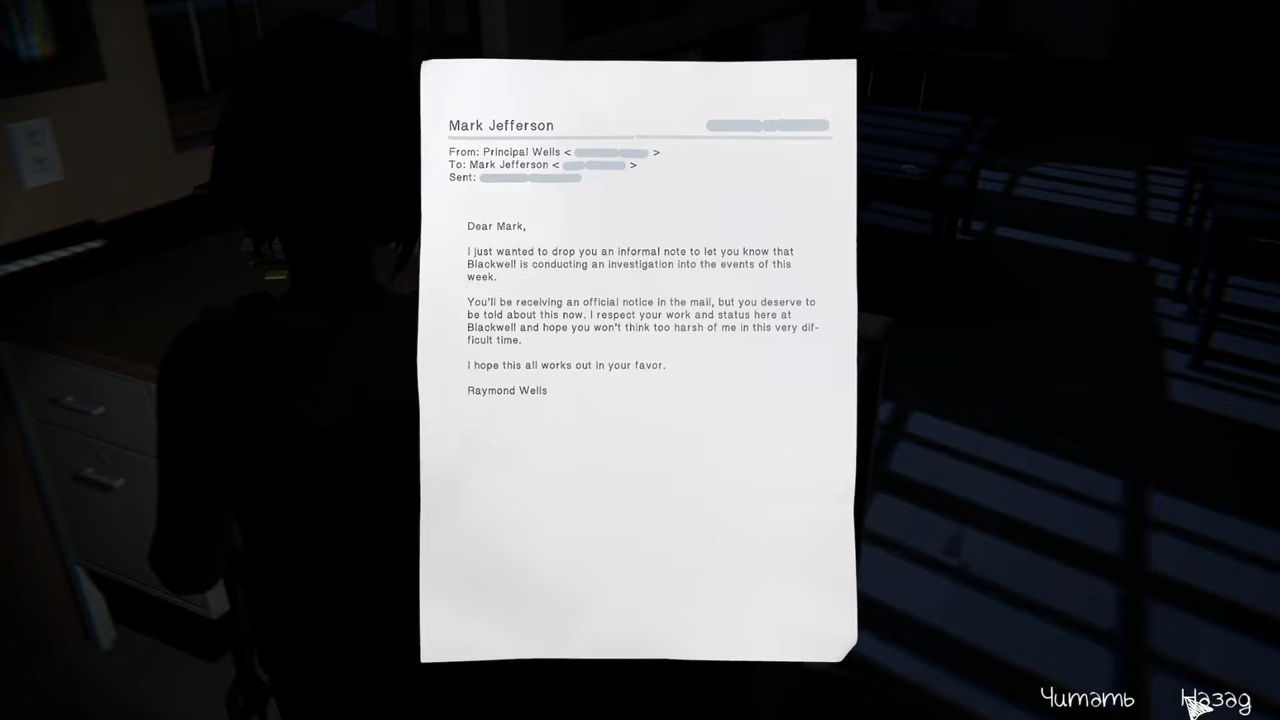 Mark Jefferson
From: Principal Wells < >
To: Mark Jefferson < >
Sent:
Dear Mark,
I just wanted to drop you an informal note to let you know that
Blackwell is conducting an investigation into the events of this
week.
You'll be receiving an official notice in the mail, but you deserve to
be told about this now. I respect your work and status here at
Blackwell and hope you won't think too harsh of me in this very dif-
ficult time.
I hope this all works out in your favor.
Raymond Wells
Читать Назад